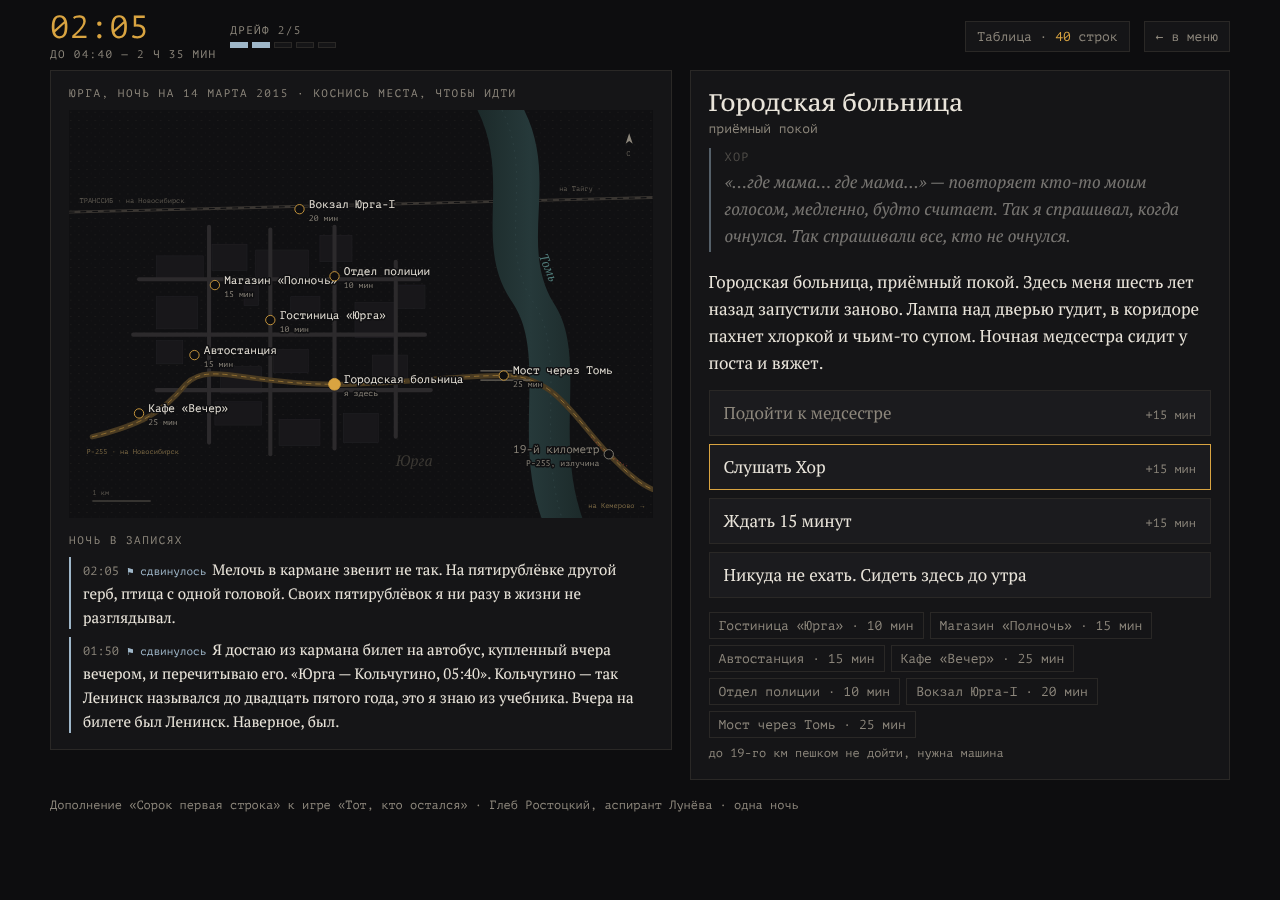 02:05
ДО 04:40 — 2 Ч 35 МИН
ДРЕЙФ 2/5
Таблица · 40 строк
← в меню
ЮРГА, НОЧЬ НА 14 МАРТА 2015 · КОСНИСЬ МЕСТА, ЧТОБЫ ИДТИ
С
на Тайгу ·
ТРАНССИБ · на Новосибирск
Вокзал Юрга-I
20 мин
Томь
Отдел полиции
10 мин
Магазин «Полночь»
15 мин
Гостиница «Юрга»
10 мин
Автостанция
15 мин
Мост через Томь
25 мин
Городская больница
я здесь
Кафе «Вечер»
25 мин
Р-255 · на Новосибирск
19-й километр
Р-255, излучина
Юрга
1 км
на Кемерово →
НОЧЬ В ЗАПИСЯХ
02:05 ⚑ сдвинулось Мелочь в кармане звенит не так. На пятирублёвке другой
герб, птица с одной головой. Своих пятирублёвок я ни разу в жизни не
разглядывал.
01:50 ⚑ сдвинулось Я достаю из кармана билет на автобус, купленный вчера
вечером, и перечитываю его. «Юрга — Кольчугино, 05:40». Кольчугино — так
Ленинск назывался до двадцать пятого года, это я знаю из учебника. Вчера на
билете был Ленинск. Наверное, был.
Городская больница
приёмный покой
ХОР
«…где мама… где мама…» — повторяет кто-то моим
голосом, медленно, будто считает. Так я спрашивал, когда
очнулся. Так спрашивали все, кто не очнулся.
Городская больница, приёмный покой. Здесь меня шесть лет
назад запустили заново. Лампа над дверью гудит, в коридоре
пахнет хлоркой и чьим-то супом. Ночная медсестра сидит у
поста и вяжет.
Подойти к медсестре +15 мин
Слушать Хор +15 мин
Ждать 15 минут +15 мин
Никуда не ехать. Сидеть здесь до утра
Гостиница «Юрга» · 10 мин
Магазин «Полночь» · 15 мин
Автостанция · 15 мин
Кафе «Вечер» · 25 мин
Отдел полиции · 10 мин
Вокзал Юрга-I · 20 мин
Мост через Томь · 25 мин
до 19-го км пешком не дойти, нужна машина
Дополнение «Сорок первая строка» к игре «Тот, кто остался» · Глеб Ростоцкий, аспирант Лунёва · одна ночь